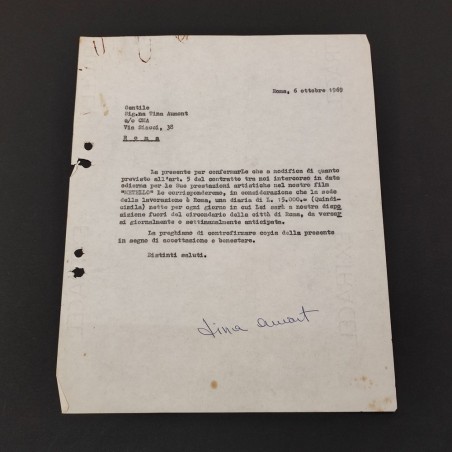 Roma, 6 ottobre 1969
Gentile
Sig.na Tina Aumont
c/o CMA
Via Siacci, 38
R o m a
La presente per confermarLe che a modifica di quanto
previsto all'art. 5 del contratto tra noi intercorso in data
odierna per le Sue prestazioni artistiche nel nostro film
Le corrisponderemo, in considerazione che la sede
della lavorazione è Roma, una diaria di L. 15.000.= (Quindi-
cimila) nette per ogni giorno in cui Lei sarà a nostra dispo
sizione fuori del circondario della città di Roma, da versar
si giornalmente o settimanalmente anticipata.
La preghiamo di controfirmare copia della presente
in segno di accettazione e benestare.
Distinti saluti.
Tina Aumont